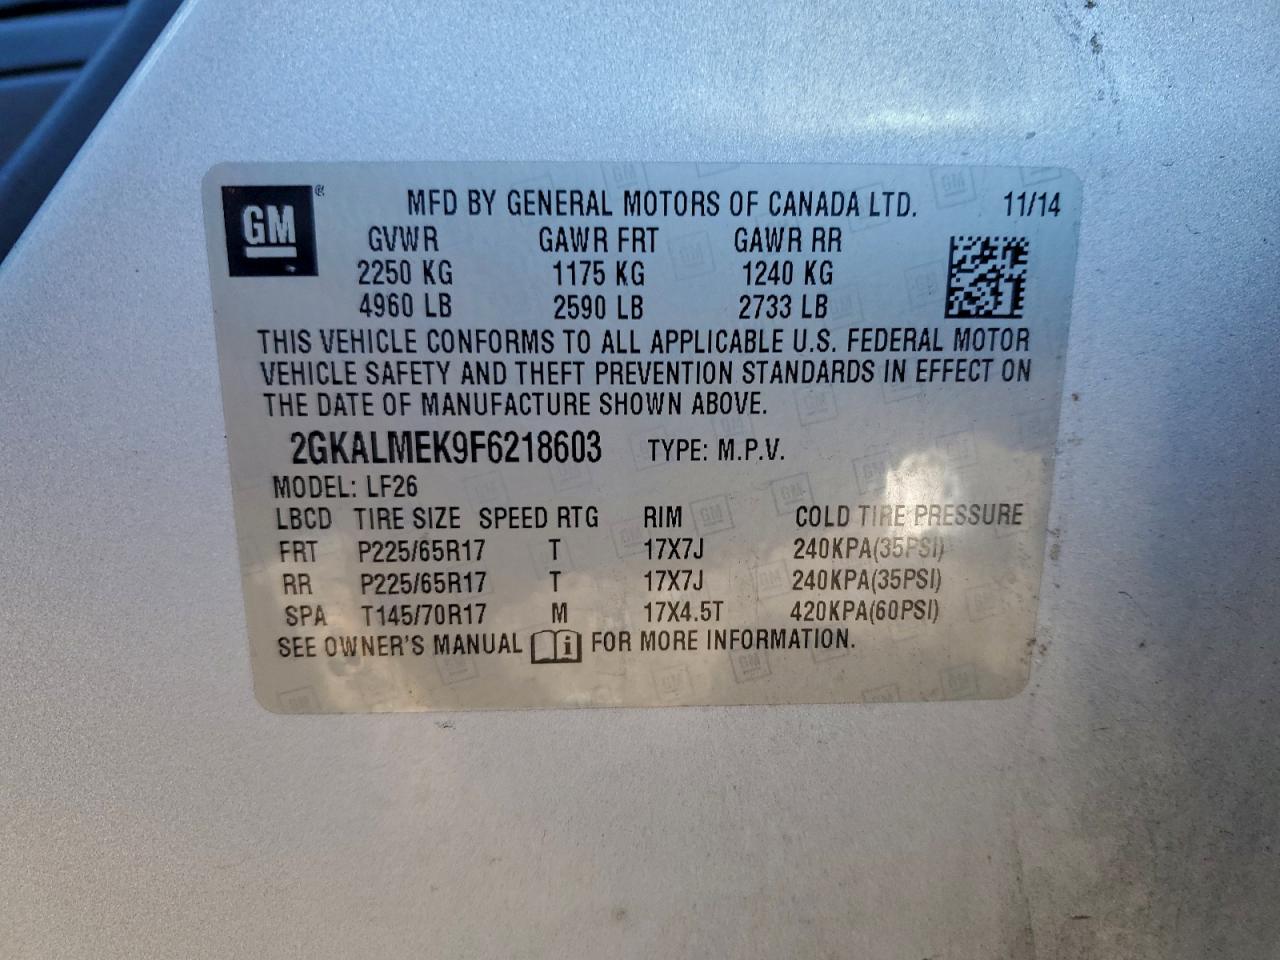 GM ® MFD BY GENERAL MOTORS OF CANADA LTD. 11/14
GVWR GAWR FRT GAWR RR
2250 KG 1175 KG 1240 KG
4960 LB 2590 LB 2733 LB
THIS VEHICLE CONFORMS TO ALL APPLICABLE U.S. FEDERAL MOTOR
VEHICLE SAFETY AND THEFT PREVENTION STANDARDS IN EFFECT ON
THE DATE OF MANUFACTURE SHOWN ABOVE.
2GKALMEK9F6218603 TYPE: M.P.V.
MODEL: LF26
LBCD TIRE SIZE SPEED RTG RIM COLD TIRE PRESSURE
FRT P225/65R17 T 17X7J 240KPA(35PSI)
RR P225/65R17 T 17X7J 240KPA(35PSI)
SPA T145/70R17 M 17X4.5T 420KPA(60PSI)
SEE OWNER'S MANUAL i FOR MORE INFORMATION.